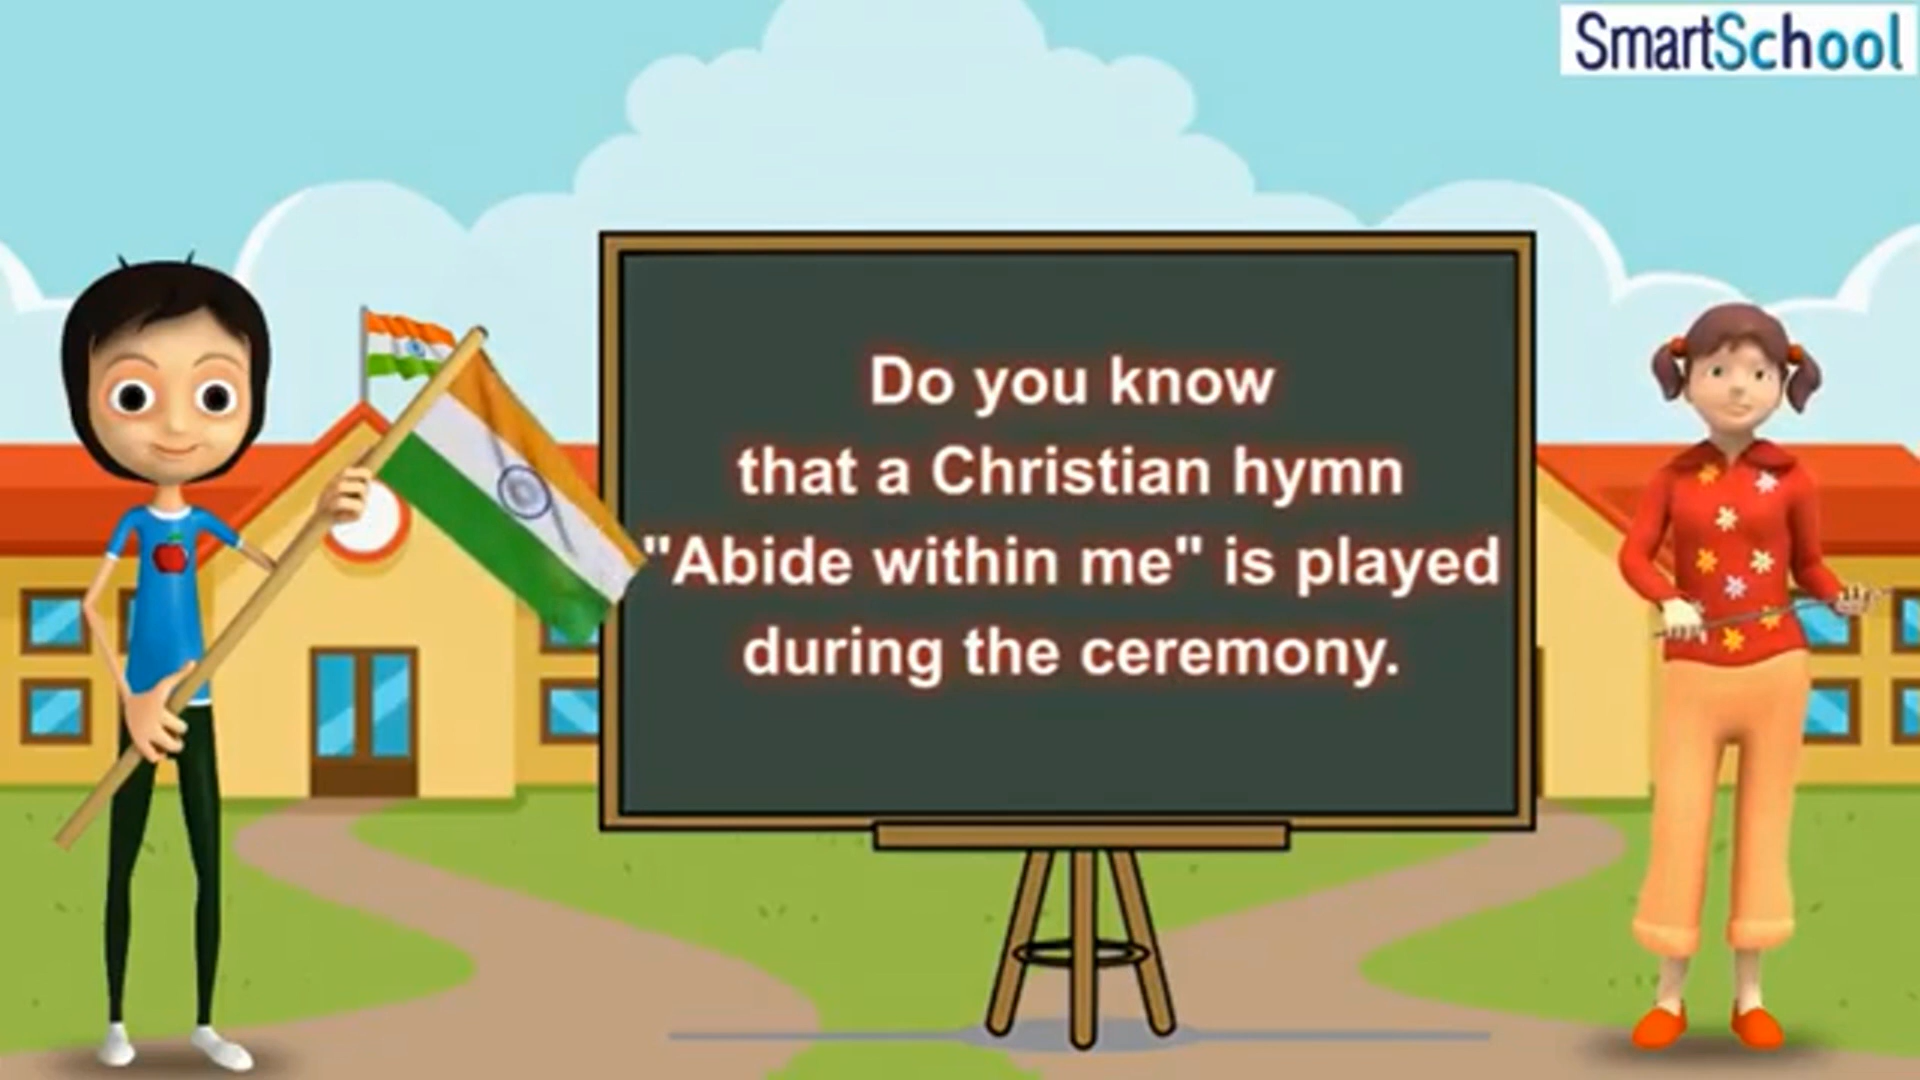 SmartSchool
Do you know
that a Christian hymn
"Abide within me" is played
during the ceremony.